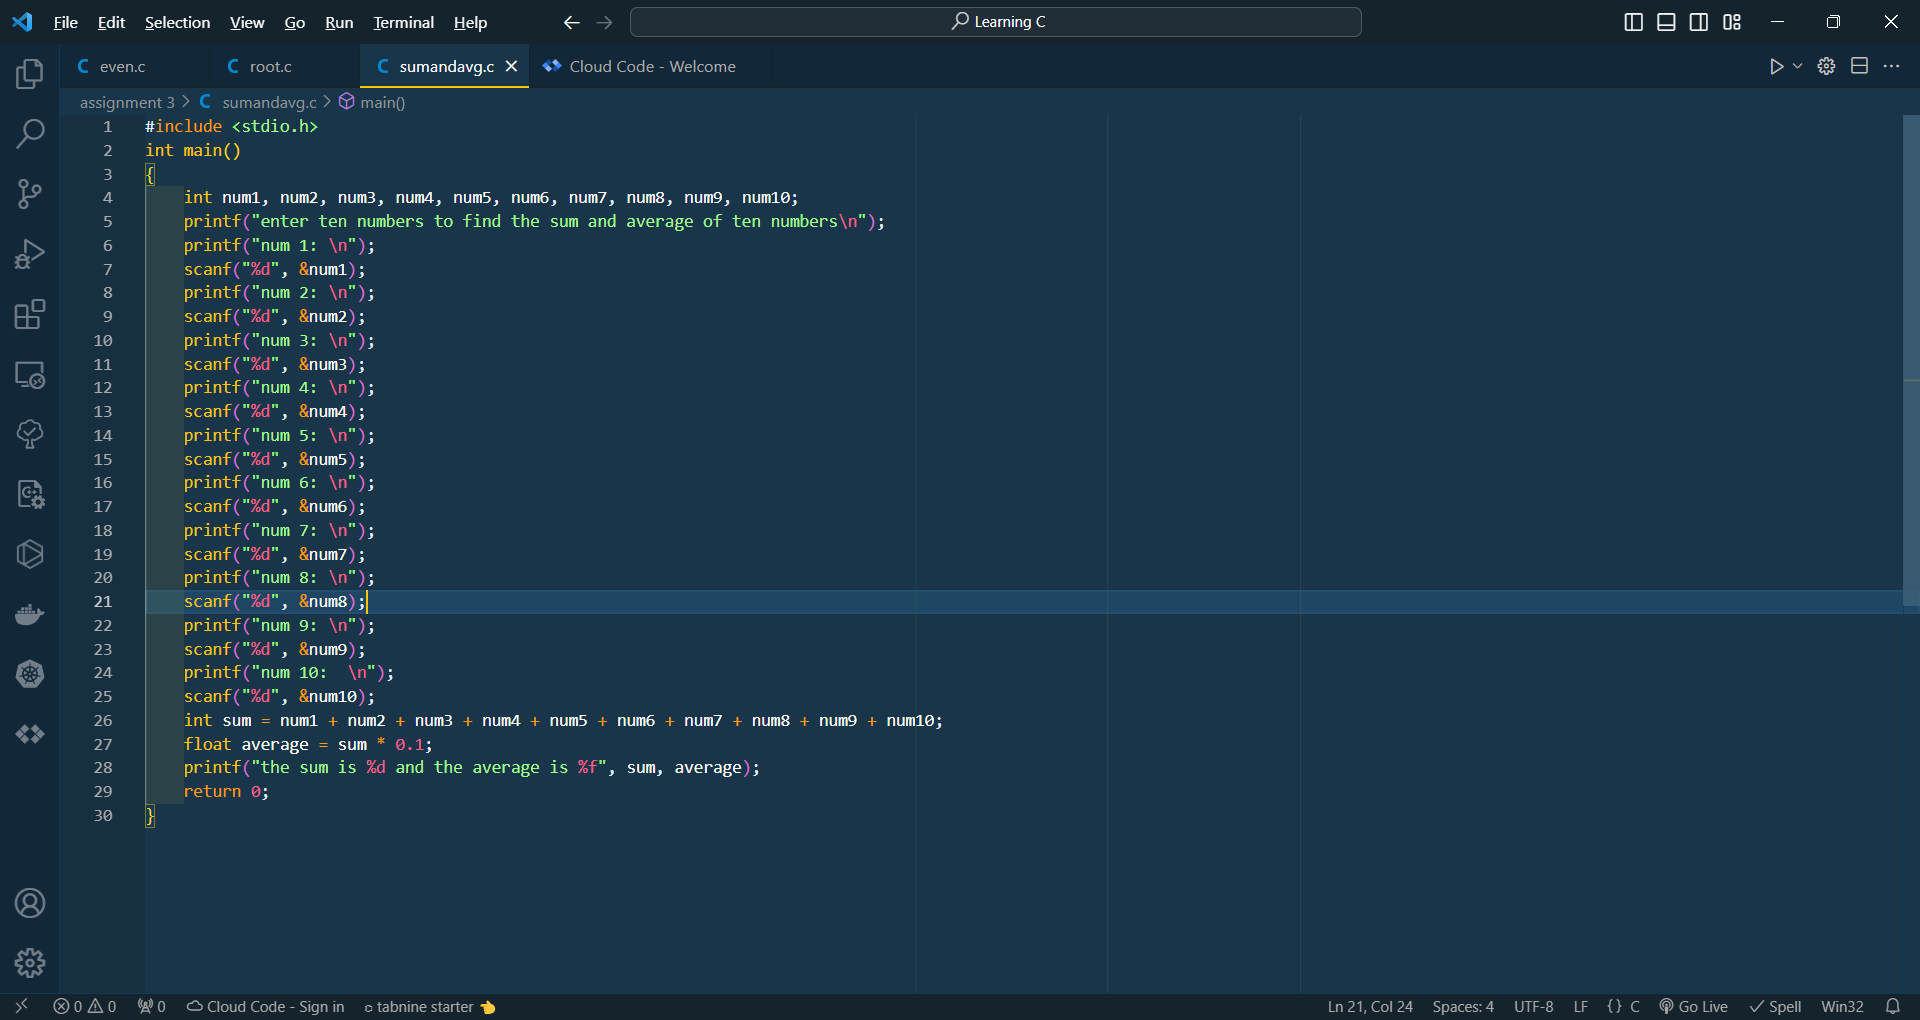 File Edit Selection View Go Run Terminal Help Learning C
even.c root.c sumandavg.c Cloud Code - Welcome
assignment 3 > sumandavg.c > main()
1 #include <stdio.h>
2 int main()
3 {
4 int num1, num2, num3, num4, num5, num6, num7, num8, num9, num10;
5 printf("enter ten numbers to find the sum and average of ten numbers\n");
6 printf("num 1: \n");
7 scanf("%d", &num1);
8 printf("num 2: \n");
9 scanf("%d", &num2);
10 printf("num 3: \n");
11 scanf("%d", &num3);
12 printf("num 4: \n");
13 scanf("%d", &num4);
14 printf("num 5: \n");
15 scanf("%d", &num5);
16 printf("num 6: \n");
17 scanf("%d", &num6);
18 printf("num 7: \n");
19 scanf("%d", &num7);
20 printf("num 8: \n");
21 scanf("%d", &num8);
22 printf("num 9: \n");
23 scanf("%d", &num9);
24 printf("num 10:  \n");
25 scanf("%d", &num10);
26 int sum = num1 + num2 + num3 + num4 + num5 + num6 + num7 + num8 + num9 + num10;
27 float average = sum * 0.1;
28 printf("the sum is %d and the average is %f", sum, average);
29 return 0;
30 }
0 0 0 Cloud Code - Sign in tabnine starter Ln 21, Col 24 Spaces: 4 UTF-8 LF {} C Go Live Spell Win32